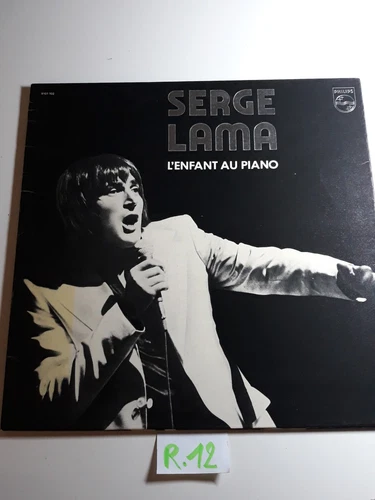 PHILIPS
SERGE
LAMA
L'ENFANT AU PIANO
R.12